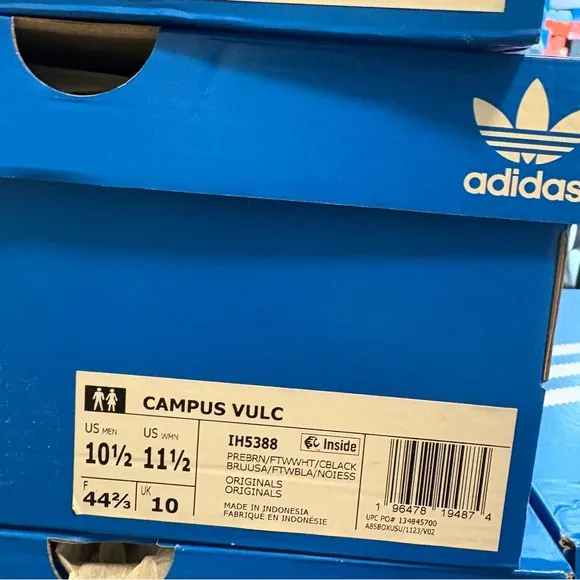 adidas
CAMPUS VULC
US MEN
10½
US WMN
11½
F
44⅔
UK
10
IH5388
Inside
PREBRN/FTWWHT/CBLACK
BRUUSA/FTWBLA/NOIESS
ORIGINALS
ORIGINALS
MADE IN INDONESIA
FABRIQUE EN INDONÉSIE
1 96478 19487 4
UPC PO# 134845700
ABSBOXUSU/1123/V02